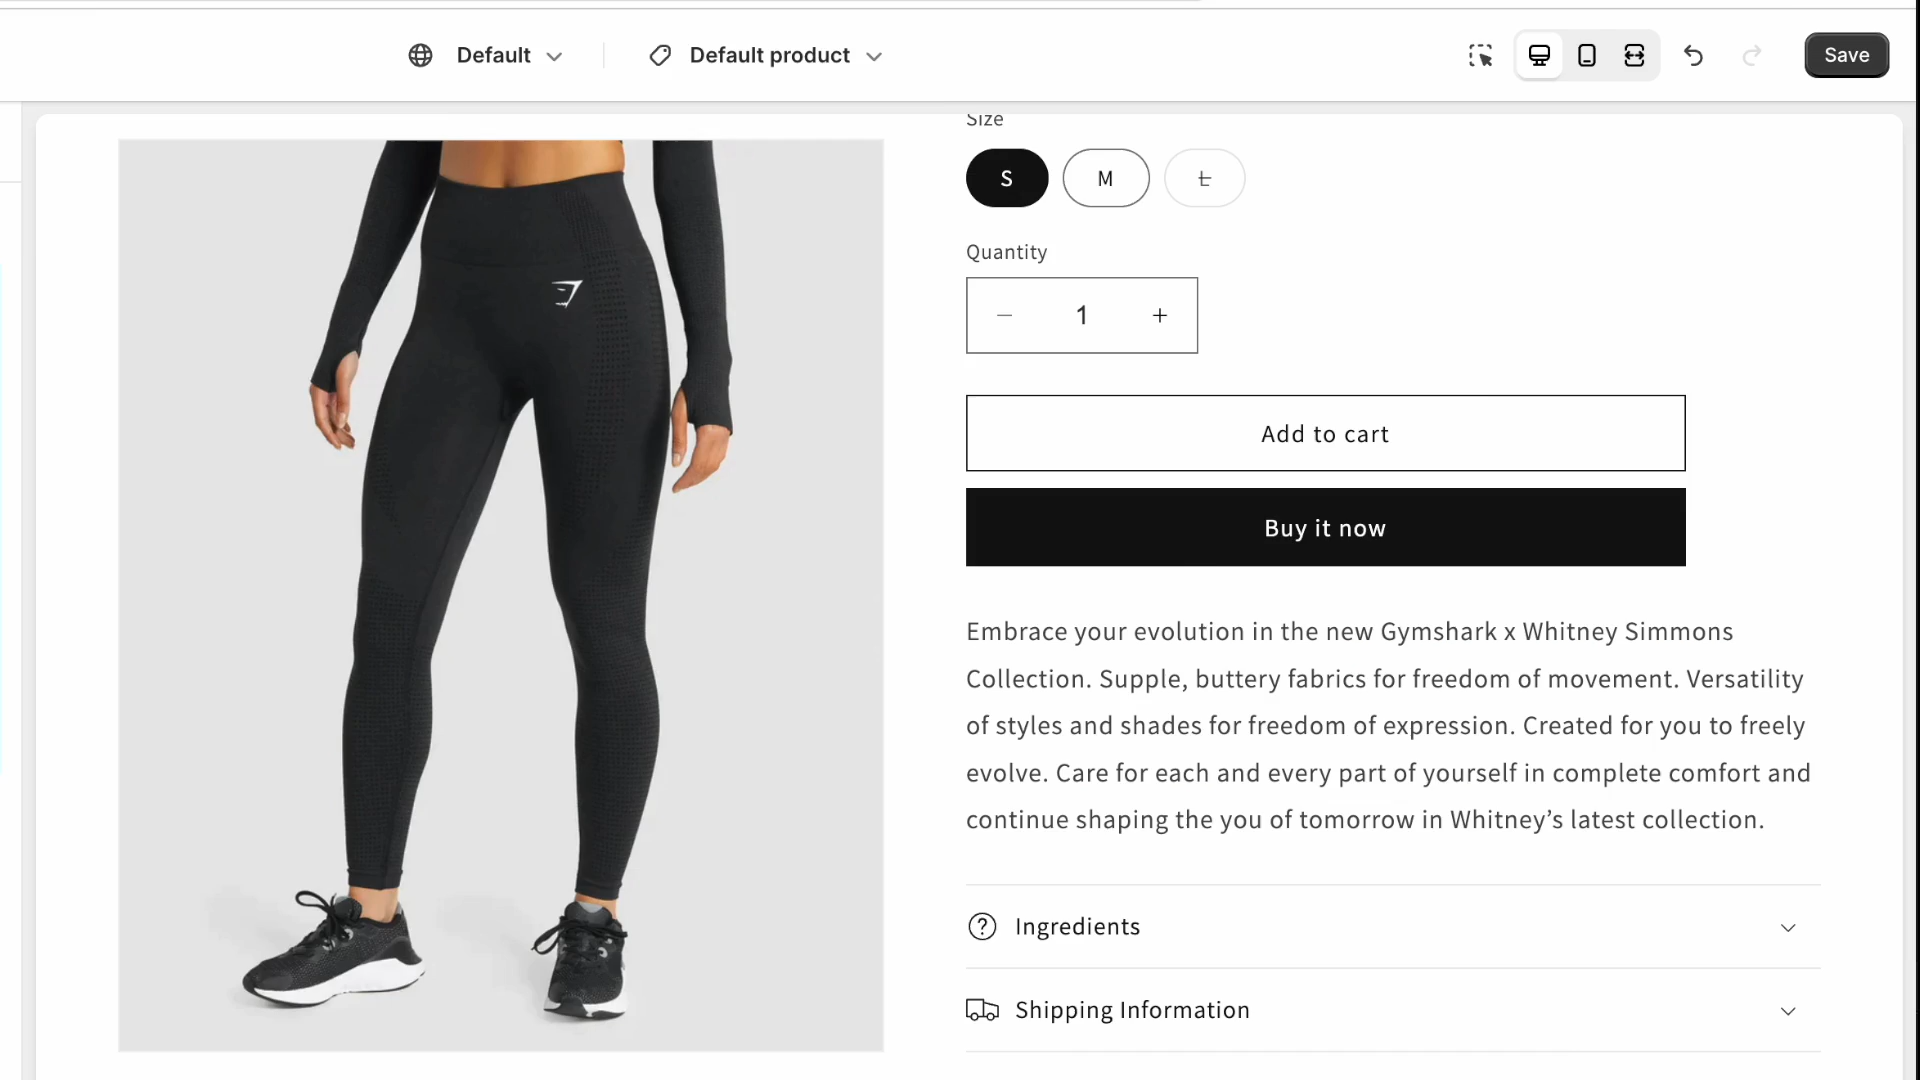 Default
Default product
Save
Size
S
M
L
Quantity
1
Add to cart
Buy it now
Embrace your evolution in the new Gymshark x Whitney Simmons
Collection. Supple, buttery fabrics for freedom of movement. Versatility
of styles and shades for freedom of expression. Created for you to freely
evolve. Care for each and every part of yourself in complete comfort and
continue shaping the you of tomorrow in Whitney’s latest collection.
Ingredients
Shipping Information